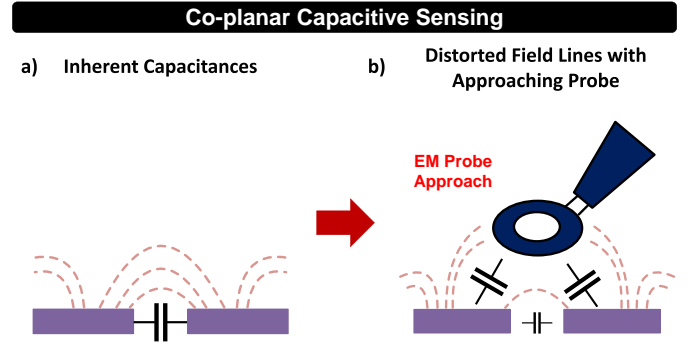 Co-planar Capacitive Sensing
a) Inherent Capacitances
b) Distorted Field Lines with
Approaching Probe
EM Probe
Approach